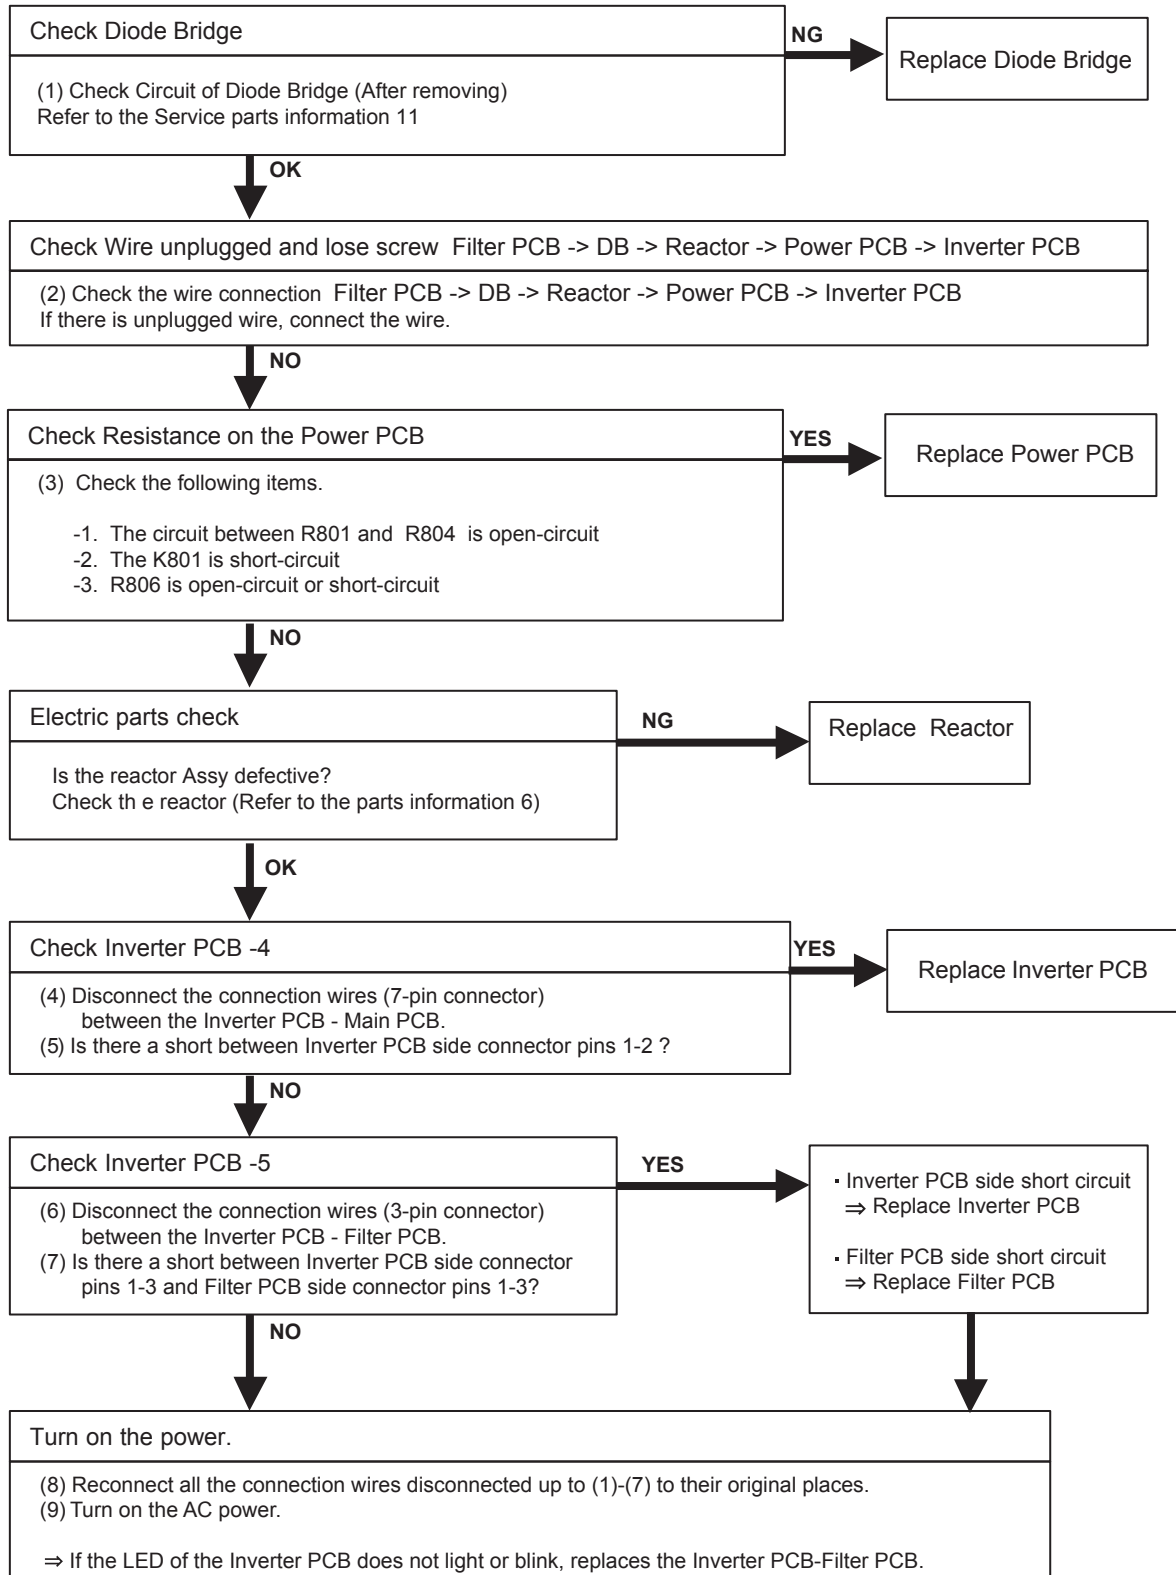 Check Diode Bridge
NG
Replace Diode Bridge
(1) Check Circuit of Diode Bridge (After removing)
Refer to the Service parts information 11
OK
Check Wire unplugged and lose screw Filter PCB -> DB -> Reactor -> Power PCB -> Inverter PCB
(2) Check the wire connection Filter PCB -> DB -> Reactor -> Power PCB -> Inverter PCB
If there is unplugged wire, connect the wire.
NO
Check Resistance on the Power PCB
YES
Replace Power PCB
(3) Check the following items.
-1. The circuit between R801 and R804 is open-circuit
-2. The K801 is short-circuit
-3. R806 is open-circuit or short-circuit
NO
Electric parts check
NG
Replace Reactor
Is the reactor Assy defective?
Check th e reactor (Refer to the parts information 6)
OK
Check Inverter PCB -4
YES
Replace Inverter PCB
(4) Disconnect the connection wires (7-pin connector)
between the Inverter PCB - Main PCB.
(5) Is there a short between Inverter PCB side connector pins 1-2 ?
NO
Check Inverter PCB -5
YES
(6) Disconnect the connection wires (3-pin connector)
between the Inverter PCB - Filter PCB.
(7) Is there a short between Inverter PCB side connector
pins 1-3 and Filter PCB side connector pins 1-3?
· Inverter PCB side short circuit
⇒ Replace Inverter PCB
· Filter PCB side short circuit
⇒ Replace Filter PCB
NO
Turn on the power.
(8) Reconnect all the connection wires disconnected up to (1)-(7) to their original places.
(9) Turn on the AC power.
⇒ If the LED of the Inverter PCB does not light or blink, replaces the Inverter PCB-Filter PCB.